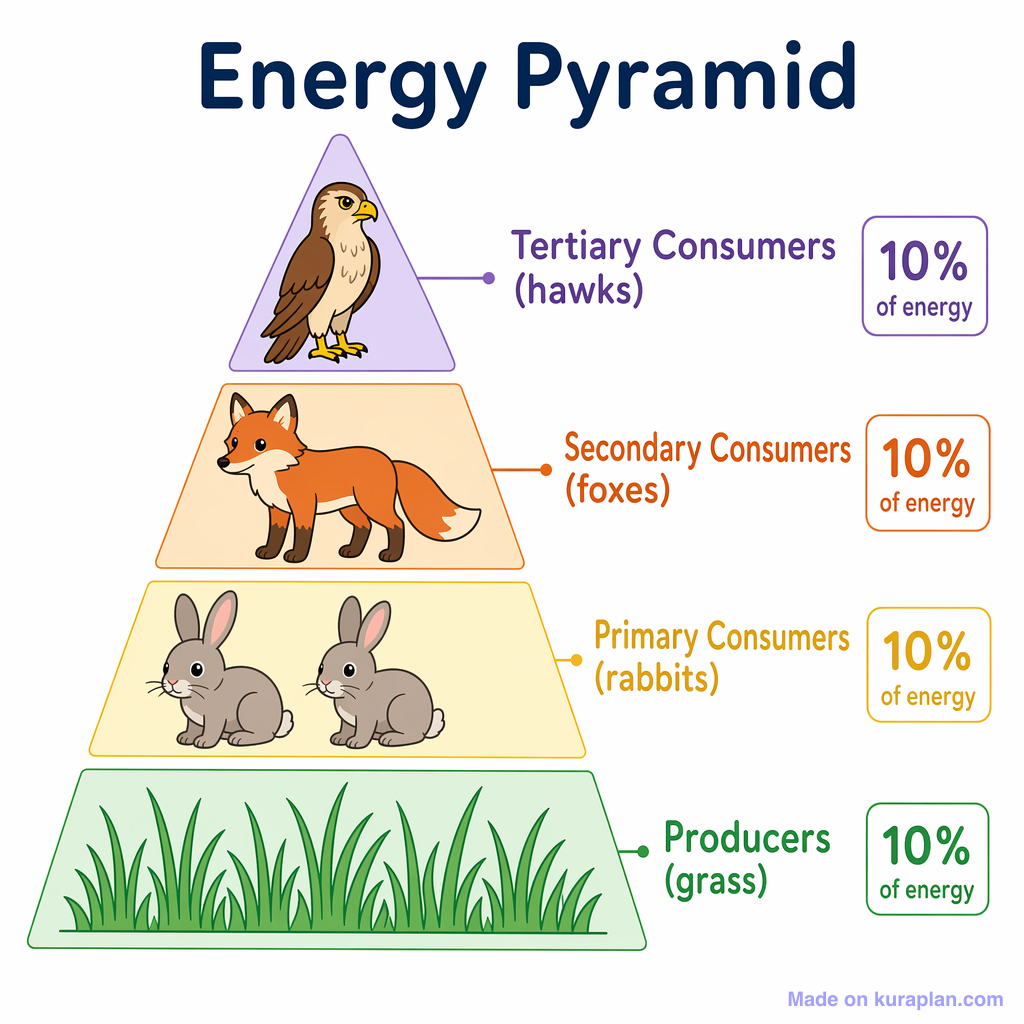 Energy Pyramid
Tertiary Consumers
(hawks)
10%
of energy
Secondary Consumers
(foxes)
10%
of energy
Primary Consumers
(rabbits)
10%
of energy
Producers
(grass)
10%
of energy
Made on kuraplan.com